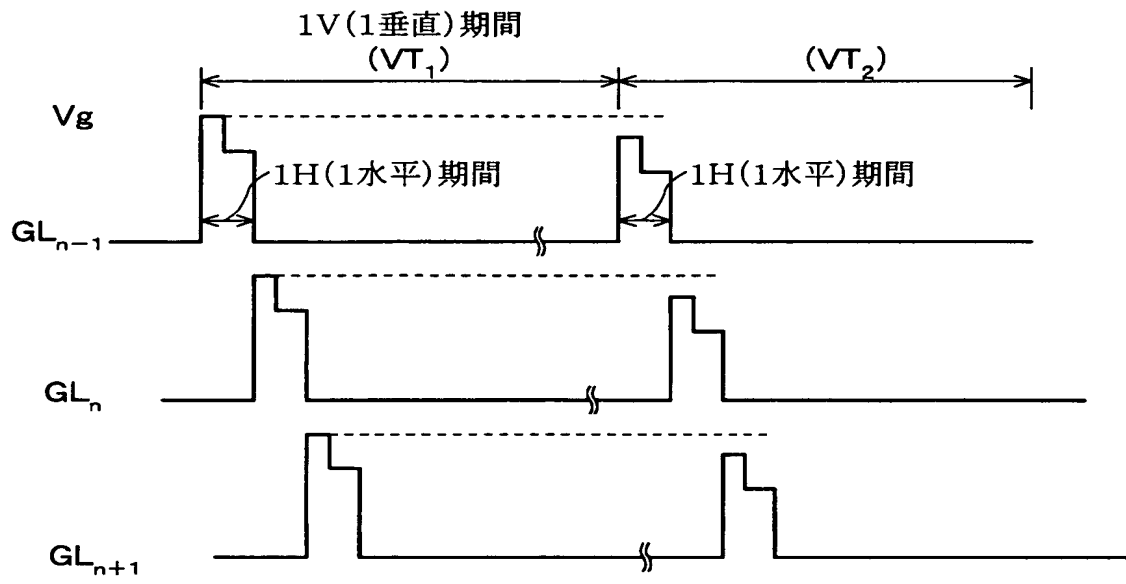 1V(1垂直)期間
(VT₁) (VT₂)
Vg
1H(1水平)期間 1H(1水平)期間
GLₙ₋₁
GLₙ
GLₙ₊₁